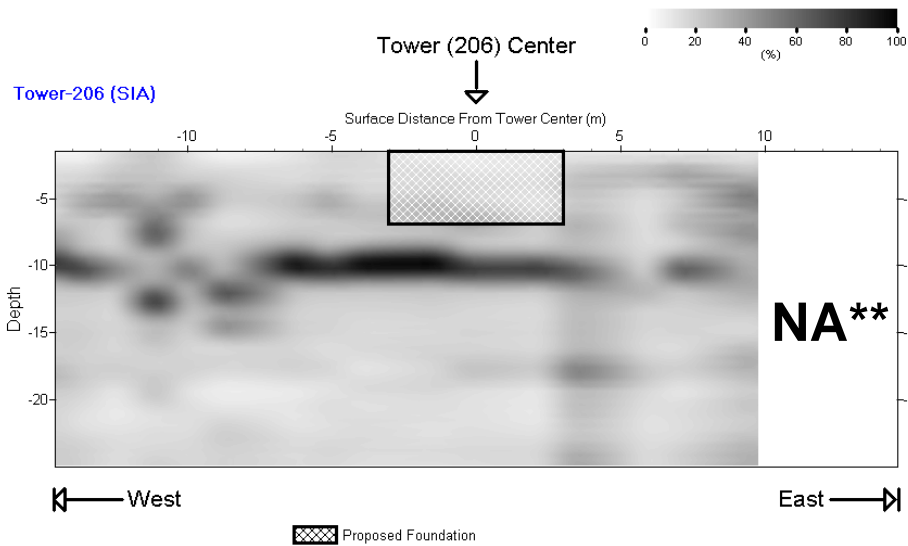 0 20 40 60 80 100
(%)
Tower (206) Center
Tower-206 (SIA)
Surface Distance From Tower Center (m)
-10 -5 0 5 10
-5
-10
-15
-20
Depth
NA**
West
East
Proposed Foundation